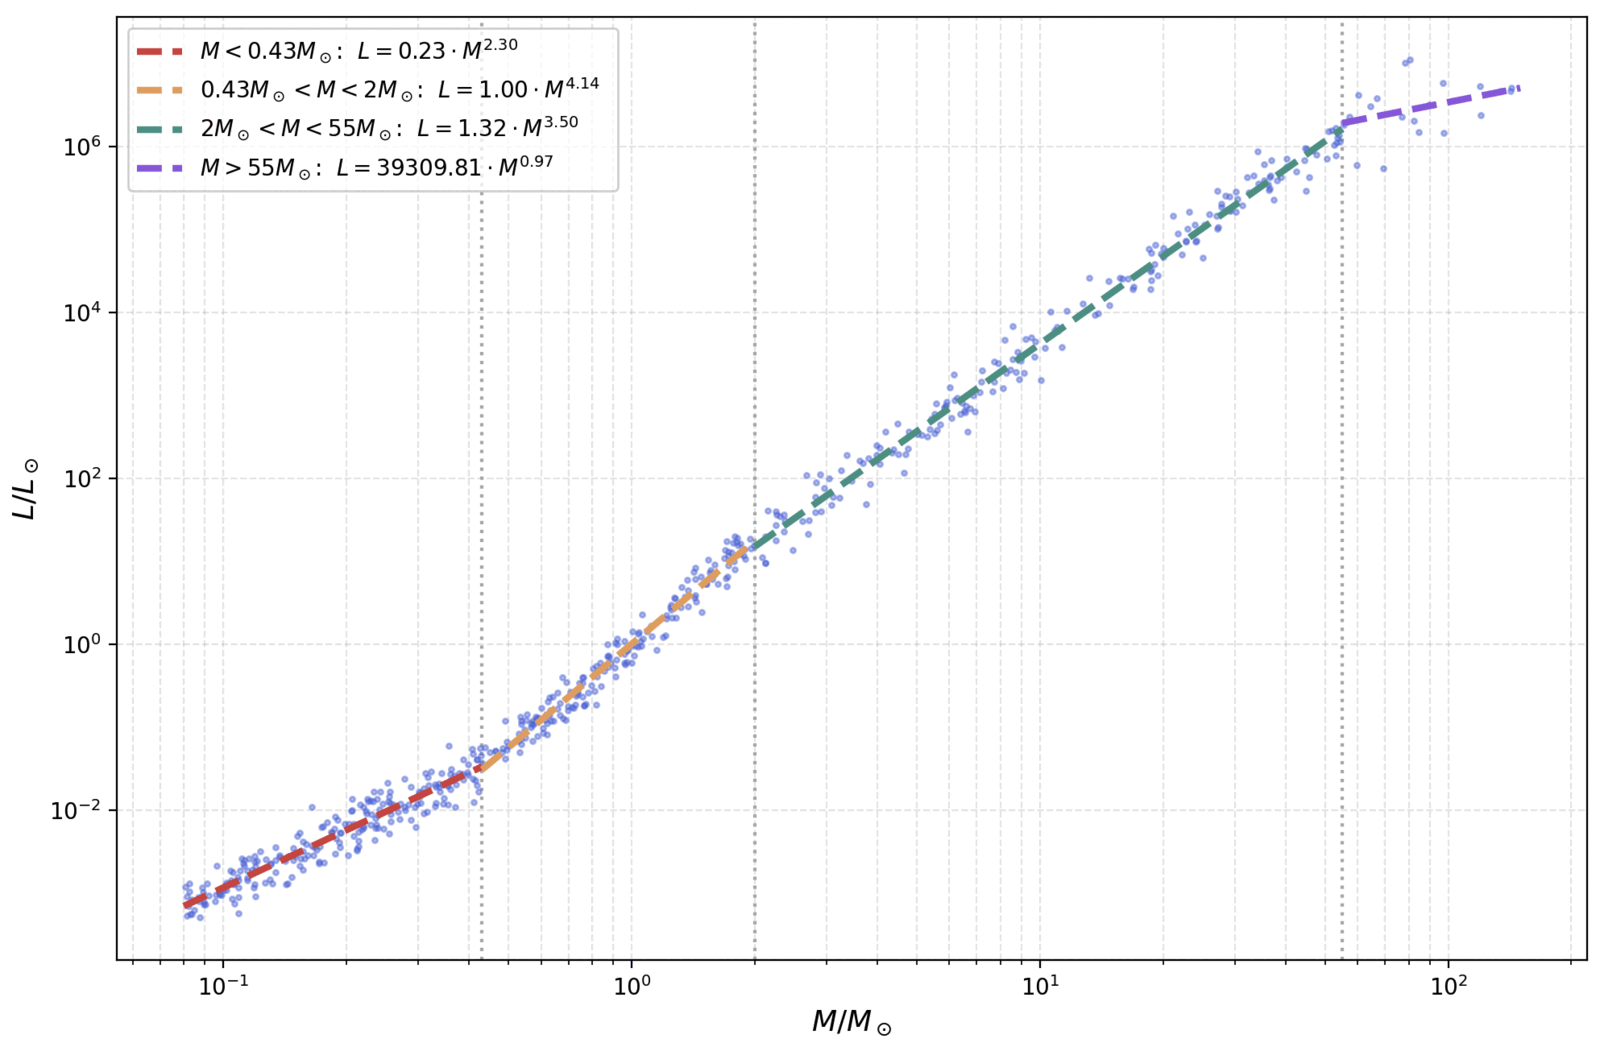 M < 0.43M⊙: L = 0.23 · M^2.30
0.43M⊙ < M < 2M⊙: L = 1.00 · M^4.14
2M⊙ < M < 55M⊙: L = 1.32 · M^3.50
M > 55M⊙: L = 39309.81 · M^0.97
10^6
10^4
10^2
10^0
10^−2
L/L⊙
10^−1 10^0 10^1 10^2
M/M⊙